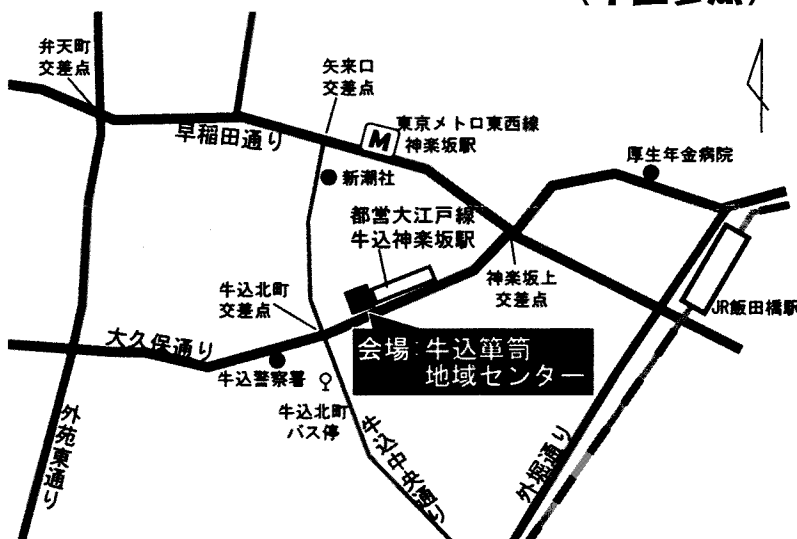 弁天町
交差点
矢来口
交差点
早稲田通り
M
東京メトロ東西線
神楽坂駅
厚生年金病院
新潮社
都営大江戸線
牛込神楽坂駅
牛込北町
交差点
神楽坂上
交差点
JR飯田橋駅
大久保通り
会場:牛込箪笥
地域センター
牛込警察署
牛込北町
バス停
外苑東通り
牛込中央通り
外堀通り